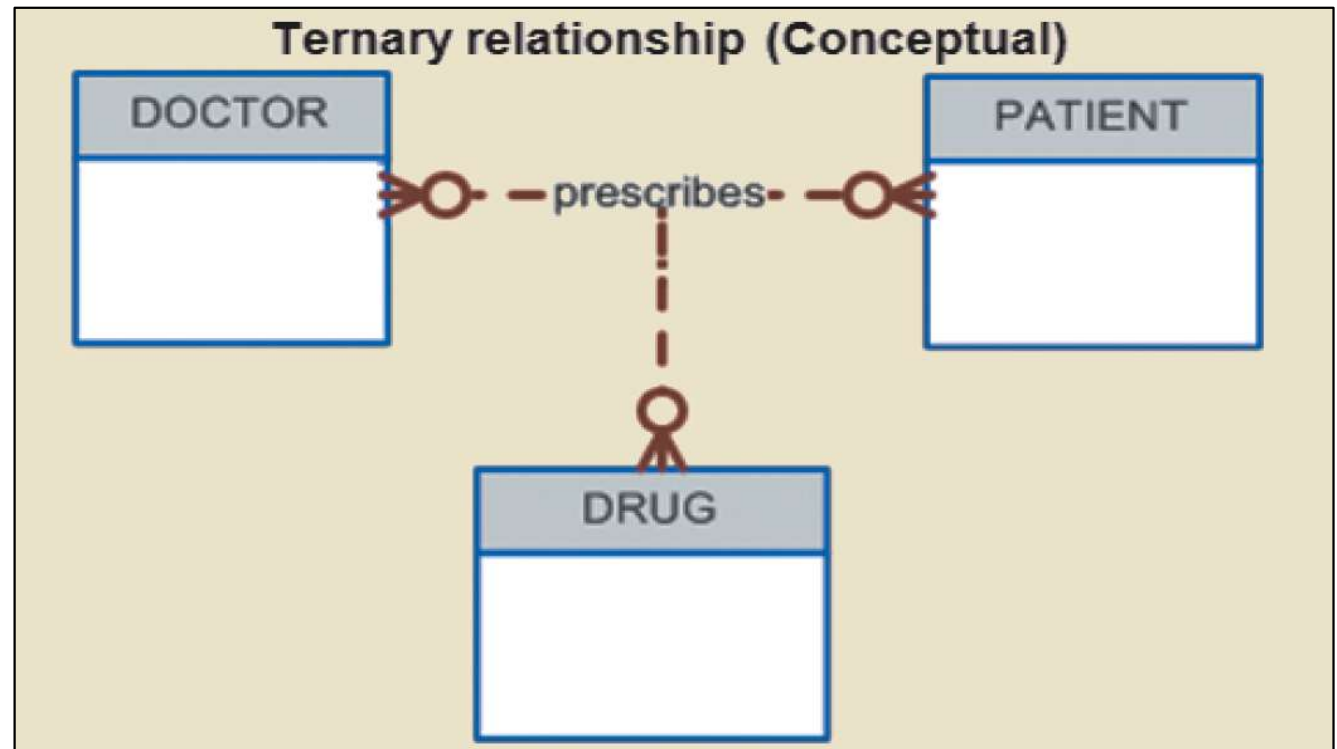 Ternary relationship (Conceptual)
DOCTOR
PATIENT
prescribes
DRUG